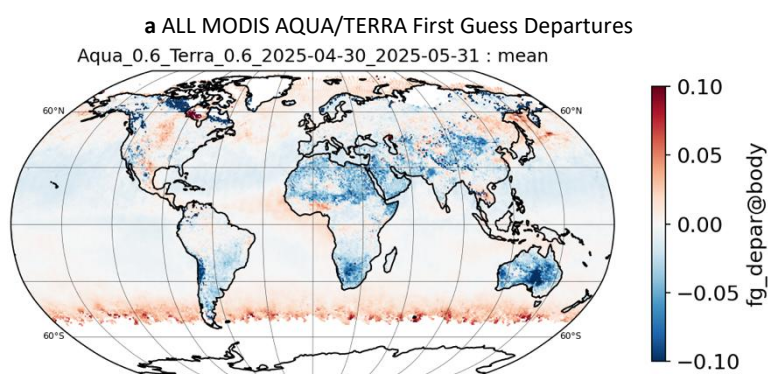 a ALL MODIS AQUA/TERRA First Guess Departures
Aqua_0.6_Terra_0.6_2025-04-30_2025-05-31 : mean
60°N
60°N
60°S
60°S
0.10
0.05
0.00
−0.05
−0.10
fg_depar@body